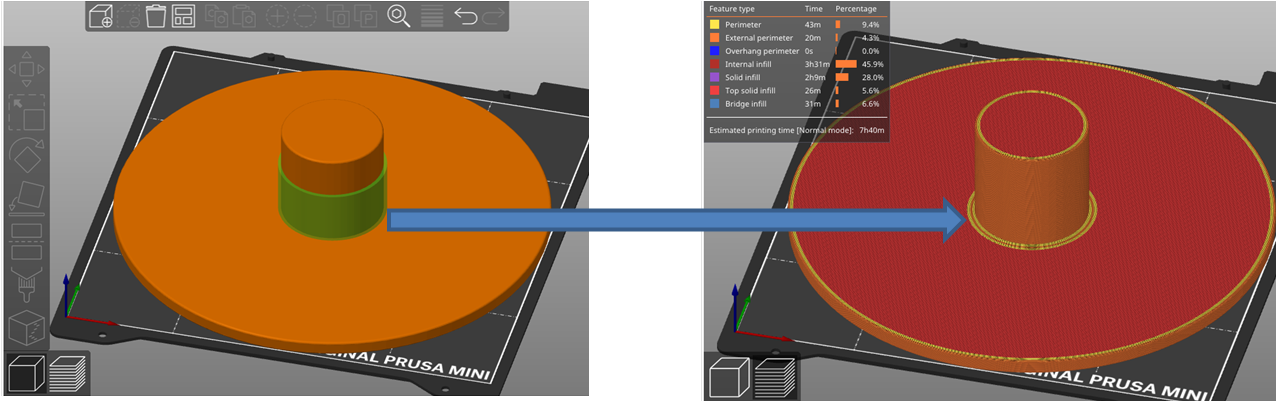 Feature type Time Percentage
Perimeter 43m 9.4%
External perimeter 20m 4.3%
Overhang perimeter 0s 0.0%
Internal infill 3h31m 45.9%
Solid infill 2h9m 28.0%
Top solid infill 26m 5.6%
Bridge infill 31m 6.6%
Estimated printing time [Normal mode]: 7h40m
INAL PRUSA MINI
GINAL PRUSA MINI